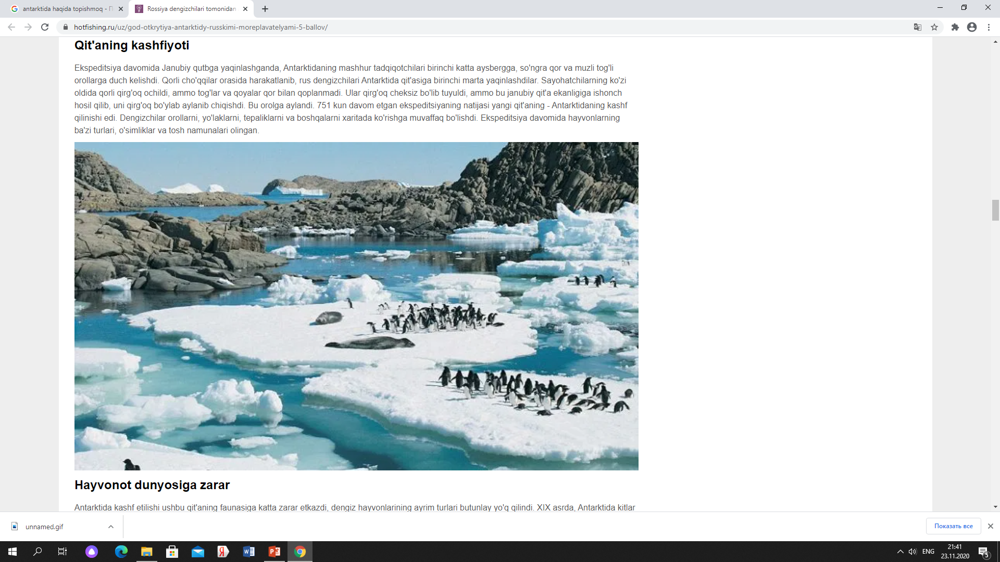 antarktida haqida topishmoq - П
Rossiya dengizchilari tomonidan
hotfishing.ru/uz/god-otkrytiya-antarktidy-russkimi-moreplavatelyami-5-ballov/
Qit'aning kashfiyoti
Ekspeditsiya davomida Janubiy qutbga yaqinlashganda, Antarktidaning mashhur tadqiqotchilari birinchi katta aysbergga, so'ngra qor va muzli tog'li
orollarga duch kelishdi. Qorli cho'qqilar orasida harakatlanib, rus dengizchilari Antarktida qit'asiga birinchi marta yaqinlashdilar. Sayohatchilarning ko'zi
oldida qorli qirg'oq ochildi, ammo tog'lar va qoyalar qor bilan qoplanmadi. Ular qirg'oq cheksiz bo'lib tuyuldi, ammo bu janubiy qit'a ekanligiga ishonch
hosil qilib, uni qirg'oq bo'ylab aylanib chiqishdi. Bu orolga aylandi. 751 kun davom etgan ekspeditsiyaning natijasi yangi qit'aning - Antarktidaning kashf
qilinishi edi. Dengizchilar orollarni, yo'laklarni, tepaliklarni va boshqalarni xaritada ko'rishga muvaffaq bo'lishdi. Ekspeditsiya davomida hayvonlarning
ba'zi turlari, o'simliklar va tosh namunalari olingan.
Hayvonot dunyosiga zarar
Antarktida kashf etilishi ushbu qit'aning faunasiga katta zarar etkazdi, dengiz hayvonlarining ayrim turlari butunlay yo'q qilindi. XIX asrda, Antarktida kitlar
unnamed.gif
Показать все
ENG
21:41
23.11.2020
5